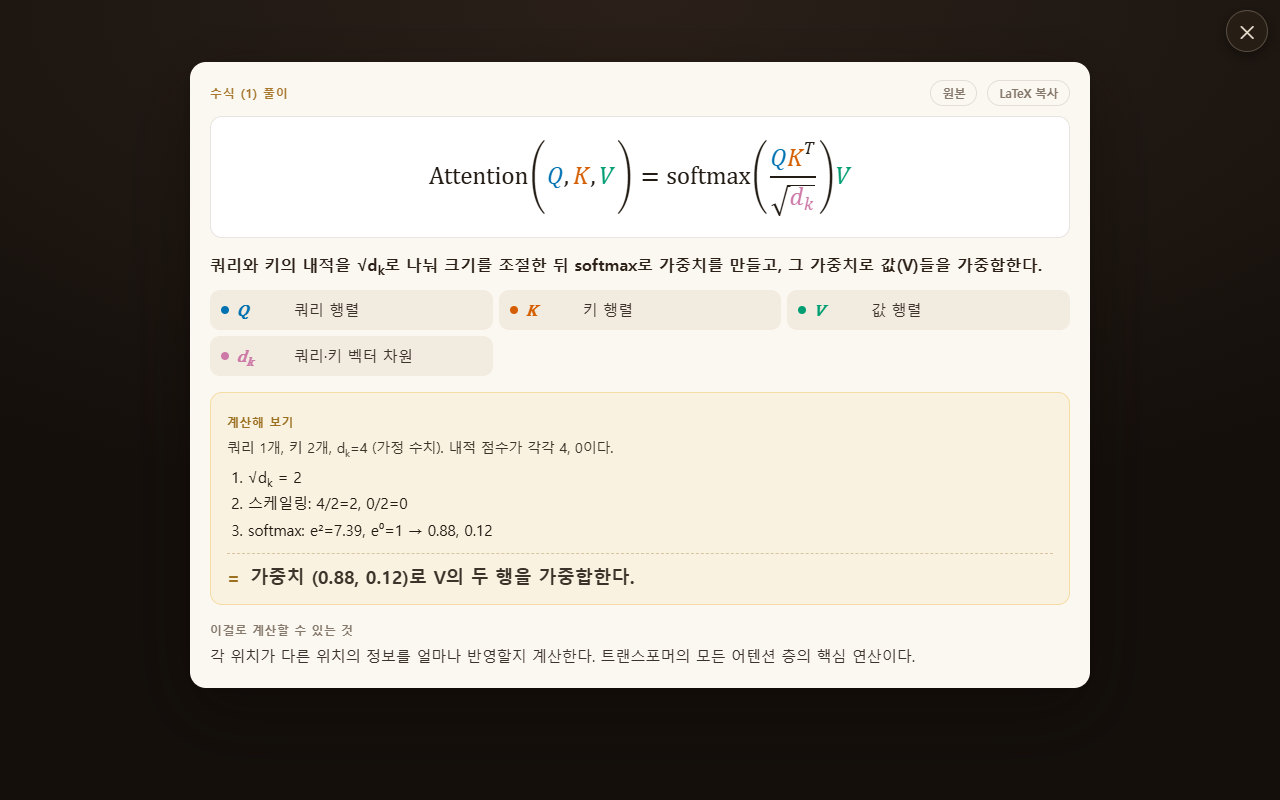 수식 (1) 풀이
원본
LaTeX 복사
Attention(Q, K, V) = softmax(QKᵀ / √dₖ)V
쿼리와 키의 내적을 √dₖ로 나눠 크기를 조절한 뒤 softmax로 가중치를 만들고, 그 가중치로 값(V)들을 가중합한다.
Q 쿼리 행렬
K 키 행렬
V 값 행렬
dₖ 쿼리·키 벡터 차원
계산해 보기
쿼리 1개, 키 2개, dₖ=4 (가정 수치). 내적 점수가 각각 4, 0이다.
1. √dₖ = 2
2. 스케일링: 4/2=2, 0/2=0
3. softmax: e²=7.39, e⁰=1 → 0.88, 0.12
= 가중치 (0.88, 0.12)로 V의 두 행을 가중합한다.
이걸로 계산할 수 있는 것
각 위치가 다른 위치의 정보를 얼마나 반영할지 계산한다. 트랜스포머의 모든 어텐션 층의 핵심 연산이다.